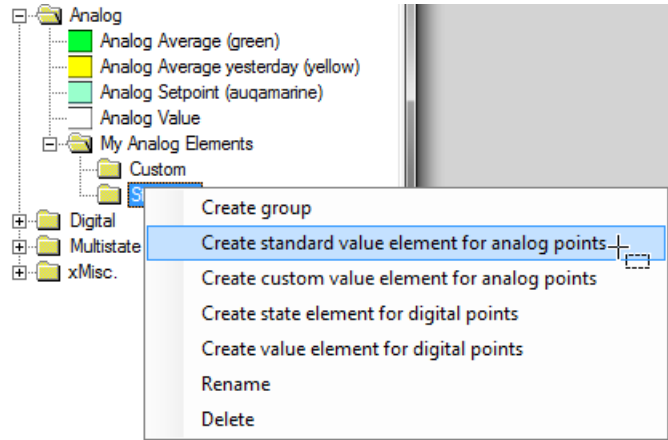 Analog
Analog Average (green)
Analog Average yesterday (yellow)
Analog Setpoint (auqamarine)
Analog Value
My Analog Elements
Custom
Digital
Multistate
xMisc.
Create group
Create standard value element for analog points
Create custom value element for analog points
Create state element for digital points
Create value element for digital points
Rename
Delete